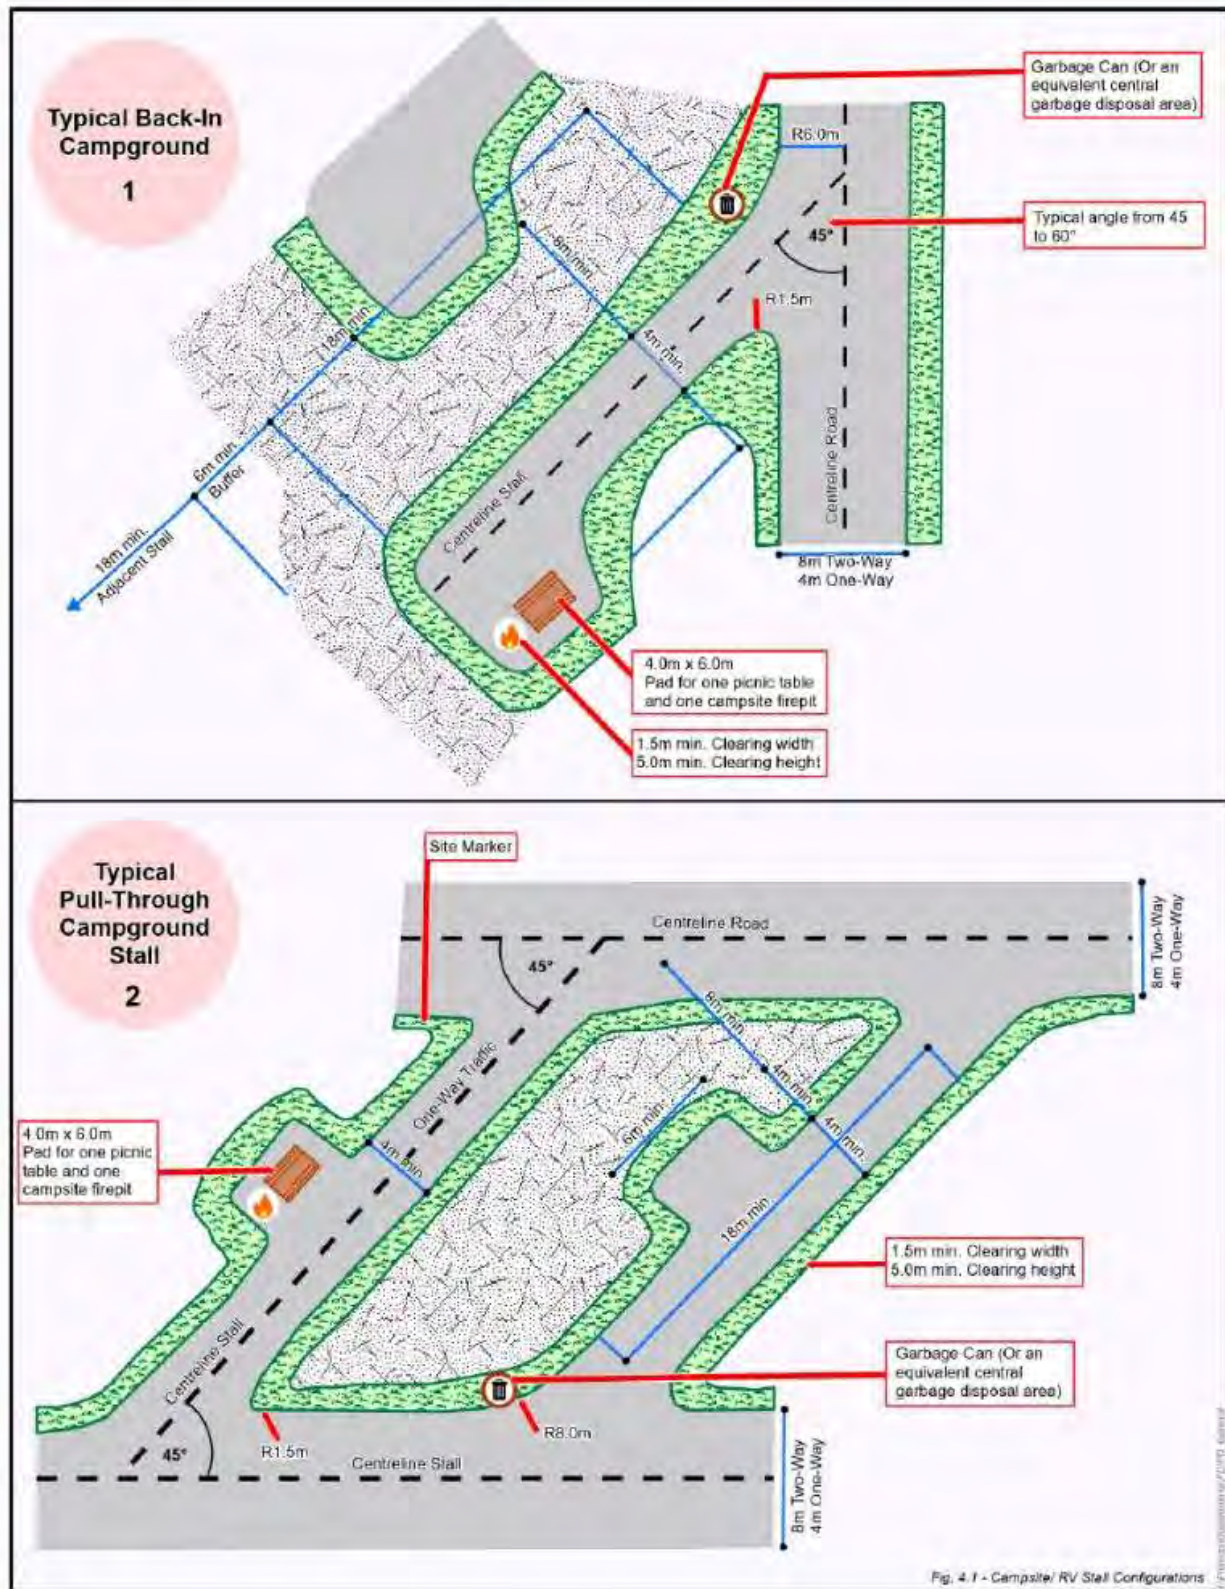 Typical Back-In
Campground
1
Garbage Can (Or an
equivalent central
garbage disposal area)
R6.0m
Typical angle from 45
to 60°
45°
R1.5m
8m min.
4m min.
18m min.
6m min.
Buffer
18m min.
Adjacent Stall
Centreline Stall
Centreline Road
8m Two-Way
4m One-Way
4.0m x 6.0m
Pad for one picnic table
and one campsite firepit
1.5m min. Clearing width
5.0m min. Clearing height
Typical
Pull-Through
Campground
Stall
2
Site Marker
Centreline Road
8m Two-Way
4m One-Way
45°
One-Way Traffic
8m min.
4m min.
4m min.
6m min.
4m min.
18m min.
4.0m x 6.0m
Pad for one picnic
table and one
campsite firepit
1.5m min. Clearing width
5.0m min. Clearing height
Centreline Stall
Garbage Can (Or an
equivalent central
garbage disposal area)
R1.5m
R8.0m
45°
Centreline Stall
8m Two-Way
4m One-Way
Fig. 4.1 - Campsite/ RV Stall Configurations